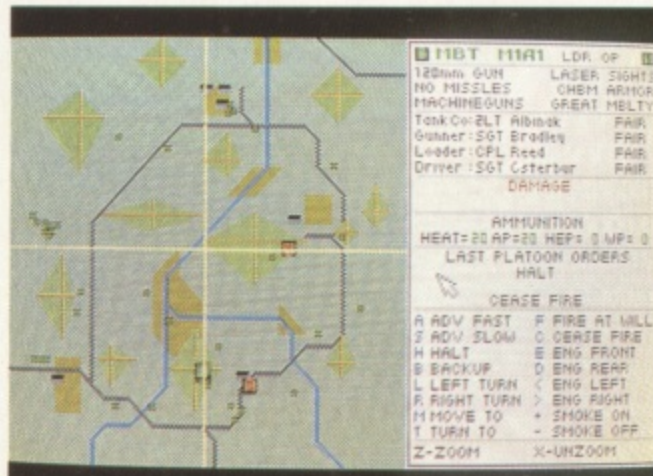 MBT M1A1 LDR OP
120mm GUN LASER SIGHTS
NO MISSLES CHBM ARMOR
MACHINEGUNS GREAT MBLTY
Tank Co: 2LT Albinak FAIR
Gunner: SGT Bradley FAIR
Loader: CPL Reed FAIR
Driver: SGT Csterbur FAIR
DAMAGE
AMMUNITION
HEAT=20 AP=20 HEP= 0 WP= 0
LAST PLATOON ORDERS
HALT
CEASE FIRE
A ADV FAST F FIRE AT WILL
S ADV SLOW C CEASE FIRE
H HALT E ENG FRONT
B BACKUP D ENG REAR
L LEFT TURN < ENG LEFT
R RIGHT TURN > ENG RIGHT
M MOVE TO + SMOKE ON
T TURN TO - SMOKE OFF
Z-ZOOM X-UNZOOM